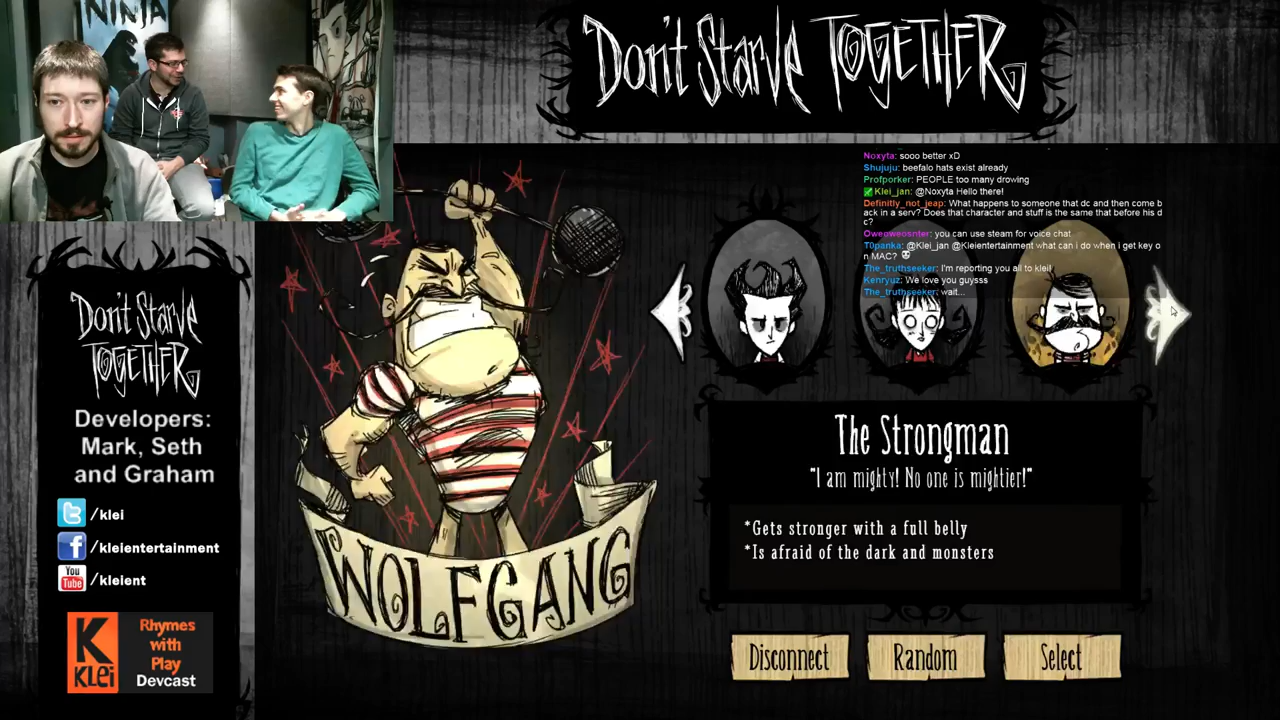 NINJA
Don't Starve TOGETHER
Noxyta: sooo better xD
Shujuju: beefalo hats exist already
Profporker: PEOPLE too many drowing
Klei_jan: @Noxyta Hello there!
Definitly_not_jeap: What happens to someone that dc and then come b
ack in a serv? Does that character and stuff is the same that before his d
c?
Oweoweosnter: you can use steam for voice chat
T0panka: @Klei_jan @Kleientertainment what can i do when i get key o
n MAC?
The_truthseeker: I'm reporting you all to klei!
Kenryuz: We love you guysss
The_truthseeker: wait...
Don't Starve
TOGETHER
Developers:
Mark, Seth
and Graham
/klei
/kleientertainment
You
Tube
/kleient
K
KLEi
Rhymes
with
Play
Devcast
WOLFGANG
The Strongman
"I am mighty! No one is mightier!"
*Gets stronger with a full belly
*Is afraid of the dark and monsters
Disconnect
Random
Select